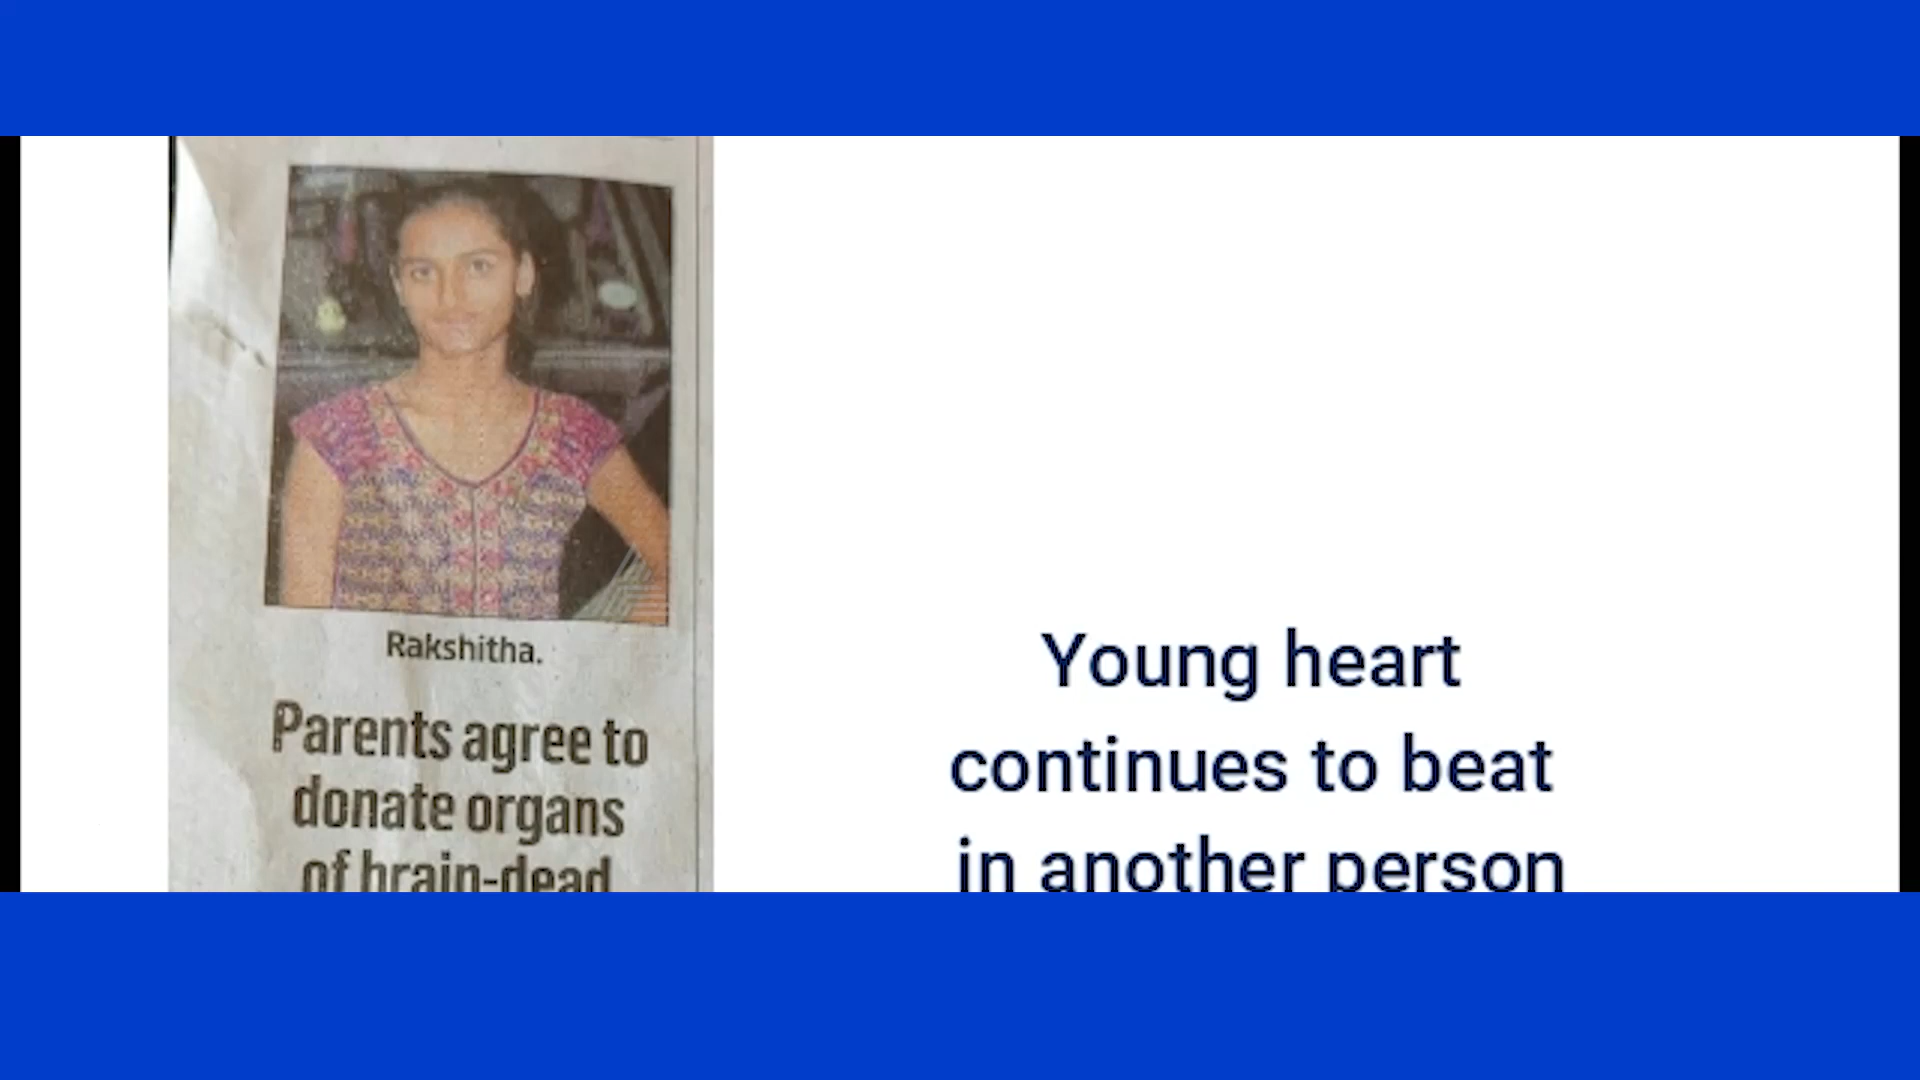 Rakshitha.
Parents agree to
donate organs
of brain-dead
Young heart
continues to beat
in another person